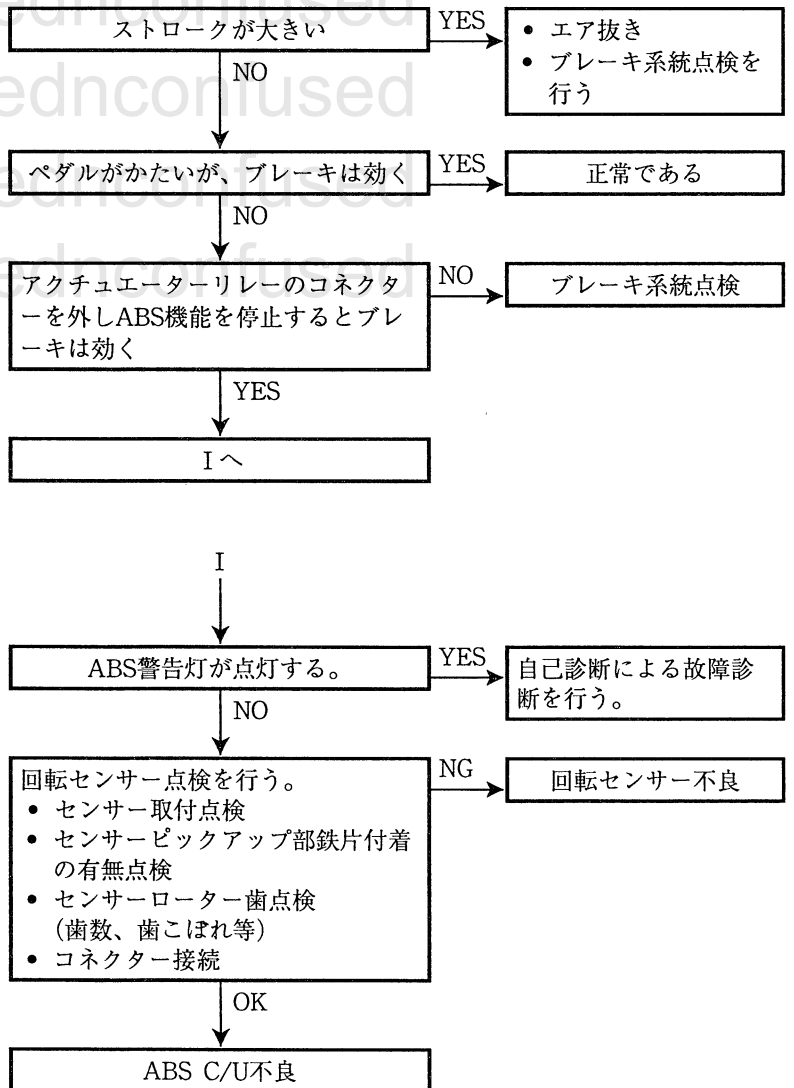 ストロークが大きい
YES
• エア抜き
• ブレーキ系統点検を
行う
NO
ペダルがかたいが、ブレーキは効く
YES
正常である
NO
アクチュエーターリレーのコネクタ
ーを外しABS機能を停止するとブレ
ーキは効く
NO
ブレーキ系統点検
YES
Iへ
I
ABS警告灯が点灯する。
YES
自己診断による故障診
断を行う。
NO
回転センサー点検を行う。
• センサー取付点検
• センサーピックアップ部鉄片付着
の有無点検
• センサーローター歯点検
(歯数、歯こぼれ等)
• コネクター接続
NG
回転センサー不良
OK
ABS C/U不良
ednconfused
ednconfused
ednconfused
ednconfused